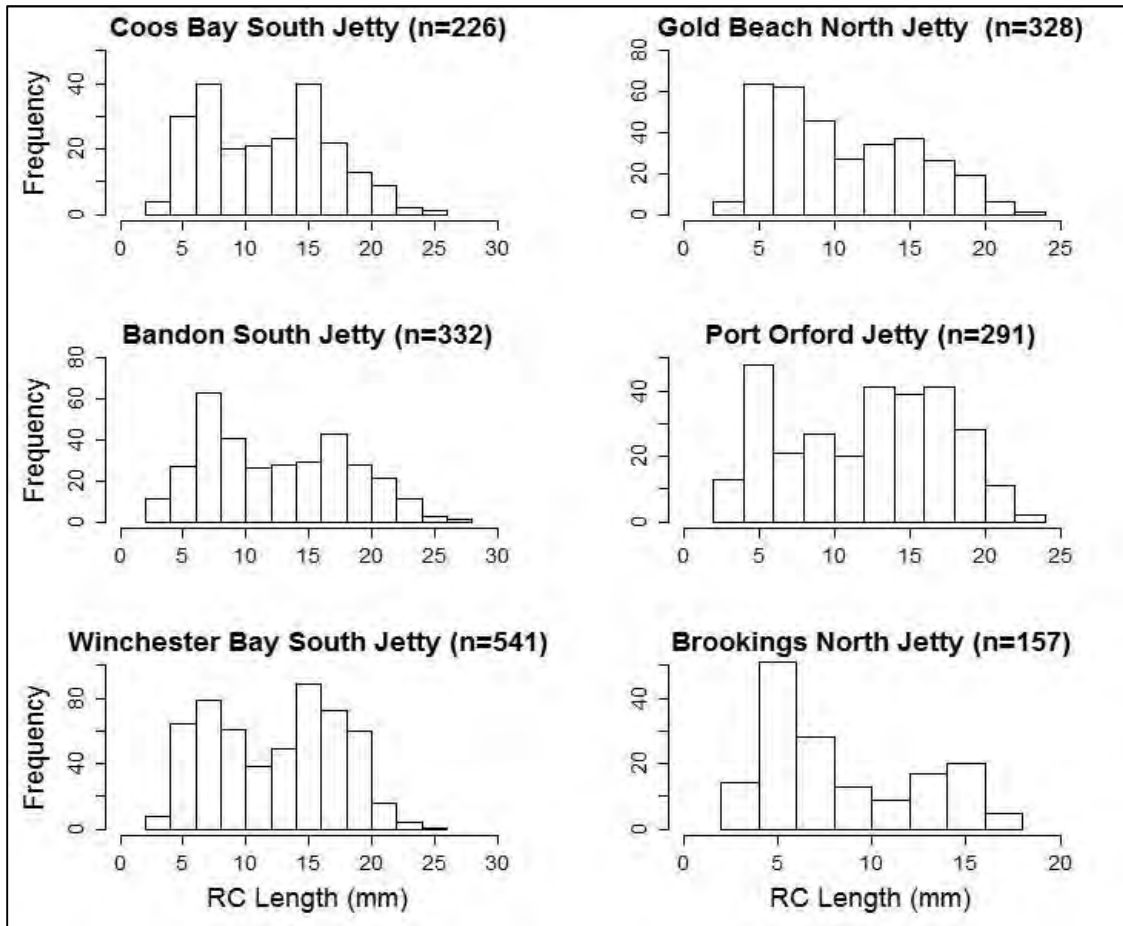 Coos Bay South Jetty (n=226)
Frequency
0 20 40
0 5 10 15 20 25 30
Gold Beach North Jetty (n=328)
0 20 40 60 80
0 5 10 15 20 25
Bandon South Jetty (n=332)
Frequency
0 20 40 60 80
0 5 10 15 20 25 30
Port Orford Jetty (n=291)
0 20 40
0 5 10 15 20 25
Winchester Bay South Jetty (n=541)
Frequency
0 40 80
0 5 10 15 20 25 30
RC Length (mm)
Brookings North Jetty (n=157)
0 20 40
0 5 10 15 20
RC Length (mm)